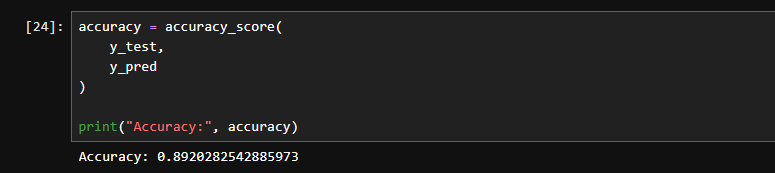 [24]: accuracy = accuracy_score(
    y_test,
    y_pred
)
print("Accuracy:", accuracy)
Accuracy: 0.8920282542885973